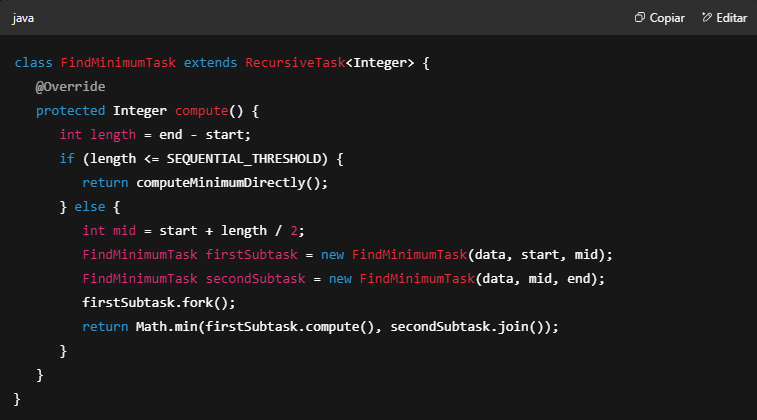 java Copiar Editar
class FindMinimumTask extends RecursiveTask<Integer> {
@Override
protected Integer compute() {
int length = end - start;
if (length <= SEQUENTIAL_THRESHOLD) {
return computeMinimumDirectly();
} else {
int mid = start + length / 2;
FindMinimumTask firstSubtask = new FindMinimumTask(data, start, mid);
FindMinimumTask secondSubtask = new FindMinimumTask(data, mid, end);
firstSubtask.fork();
return Math.min(firstSubtask.compute(), secondSubtask.join());
}
}
}